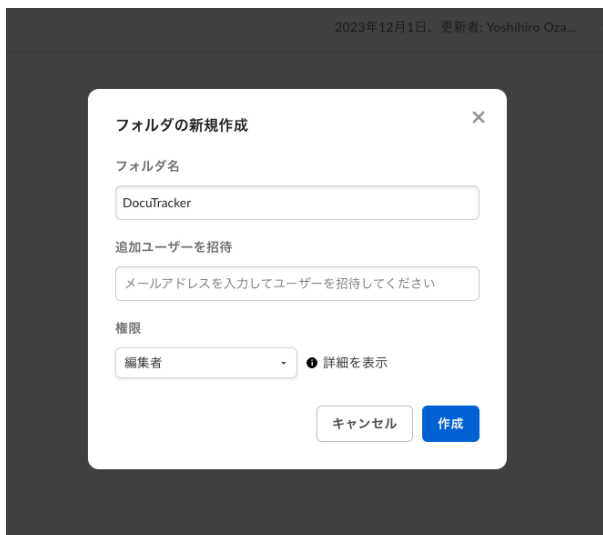 2023年12月1日、更新者: Yoshihiro Oza...
フォルダの新規作成
フォルダ名
DocuTracker
追加ユーザーを招待
メールアドレスを入力してユーザーを招待してください
権限
編集者
詳細を表示
キャンセル
作成